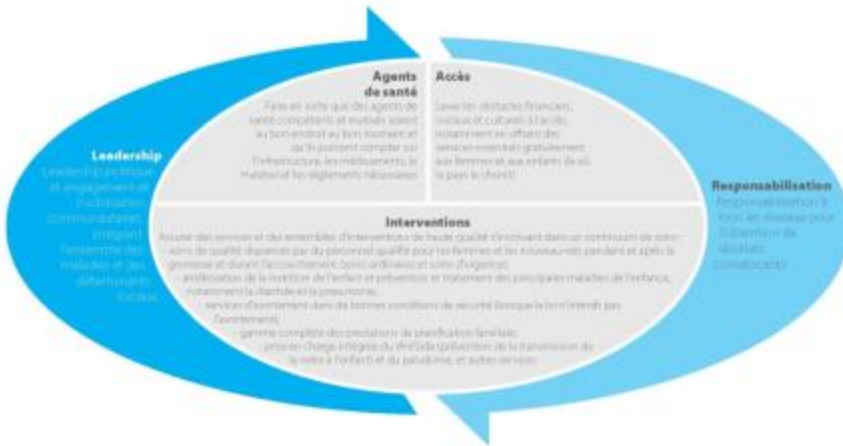 Agents
de santé
Faire en sorte que des agents de
santé compétents et motivés soient
au bon endroit au bon moment et
qu'ils puissent compter sur
l'infrastructure, les médicaments, le
matériel et les règlements nécessaires
Accès
Lever les obstacles financiers,
sociaux et culturels à l'accès,
notamment en offrant des
services essentiels gratuitement
aux femmes et aux enfants (là où
le pays le choisit)
Leadership
Leadership politique
et engagement et
mobilisation
communautaires,
intégrant
l'ensemble des
maladies et des
déterminants
sociaux
Responsabilisation
Responsabilisation à
tous les niveaux pour
l'obtention de
résultats
Interventions
Assurer des services et des ensembles d'interventions de haute qualité s'inscrivant dans un continuum de soins:
- soins de qualité dispensés par du personnel qualifié pour les femmes et les nouveau-nés pendant et après la
grossesse et durant l'accouchement (soins ordinaires et soins d'urgence);
- amélioration de la nutrition de l'enfant et prévention et traitement des principales maladies de l'enfance,
notamment la diarrhée et la pneumonie;
- services d'avortement dans de bonnes conditions de sécurité (lorsque la loi n'interdit pas
l'avortement);
- gamme complète des prestations de planification familiale;
- prise en charge intégrée du VIH/Sida (prévention de la transmission de
la mère à l'enfant) et du paludisme, et autres services